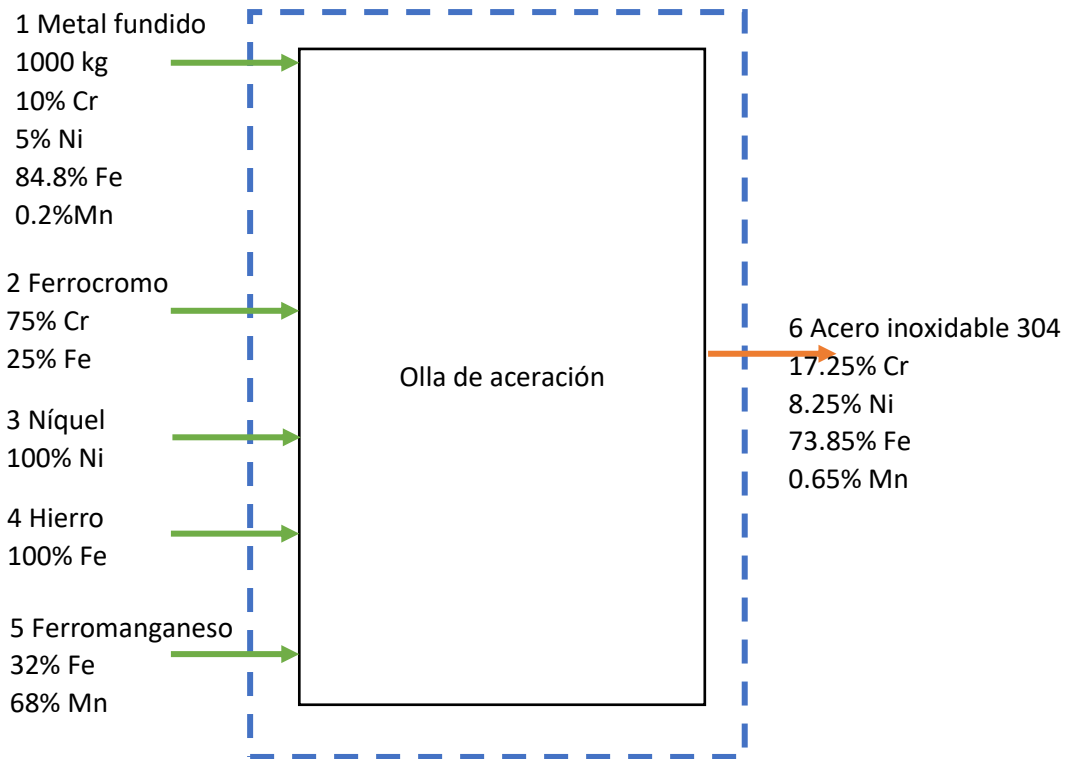 1 Metal fundido
1000 kg
10% Cr
5% Ni
84.8% Fe
0.2%Mn
2 Ferrocromo
75% Cr
25% Fe
3 Níquel
100% Ni
4 Hierro
100% Fe
5 Ferromanganeso
32% Fe
68% Mn
Olla de aceración
6 Acero inoxidable 304
17.25% Cr
8.25% Ni
73.85% Fe
0.65% Mn